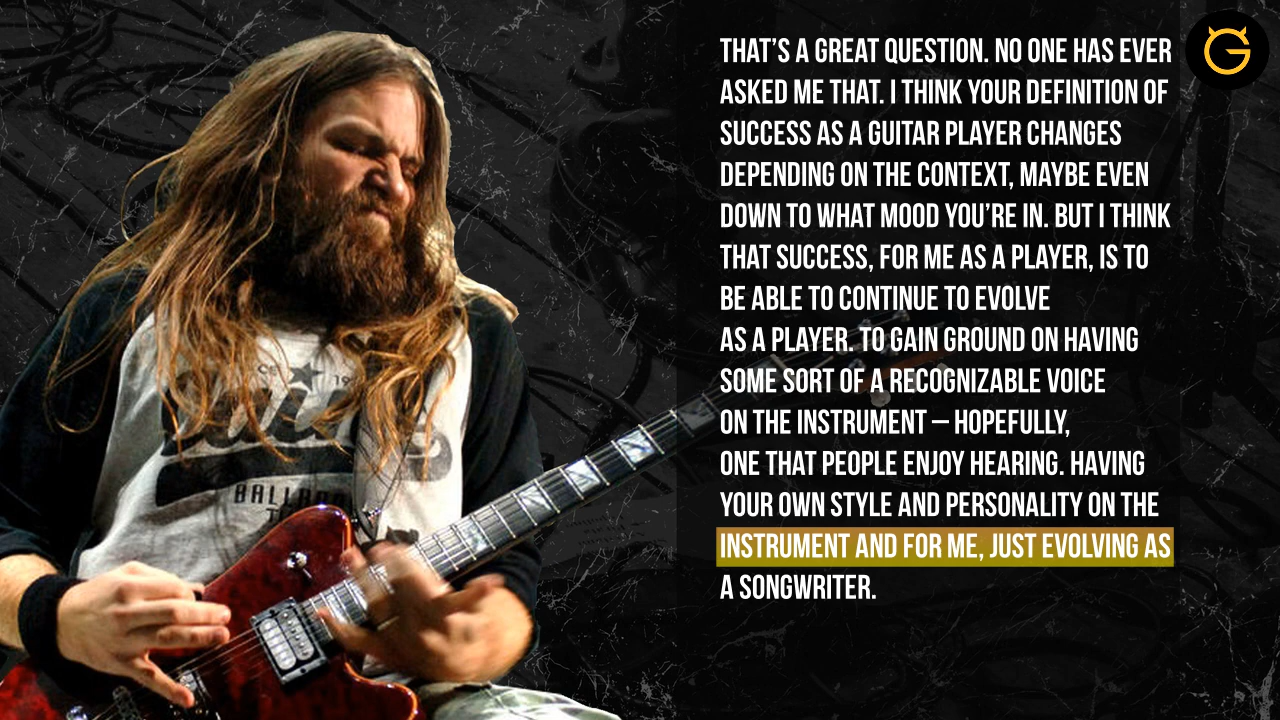 THAT'S A GREAT QUESTION. NO ONE HAS EVER
ASKED ME THAT. I THINK YOUR DEFINITION OF
SUCCESS AS A GUITAR PLAYER CHANGES
DEPENDING ON THE CONTEXT, MAYBE EVEN
DOWN TO WHAT MOOD YOU'RE IN. BUT I THINK
THAT SUCCESS, FOR ME AS A PLAYER, IS TO
BE ABLE TO CONTINUE TO EVOLVE
AS A PLAYER. TO GAIN GROUND ON HAVING
SOME SORT OF A RECOGNIZABLE VOICE
ON THE INSTRUMENT – HOPEFULLY,
ONE THAT PEOPLE ENJOY HEARING. HAVING
YOUR OWN STYLE AND PERSONALITY ON THE
INSTRUMENT AND FOR ME, JUST EVOLVING AS
A SONGWRITER.
G